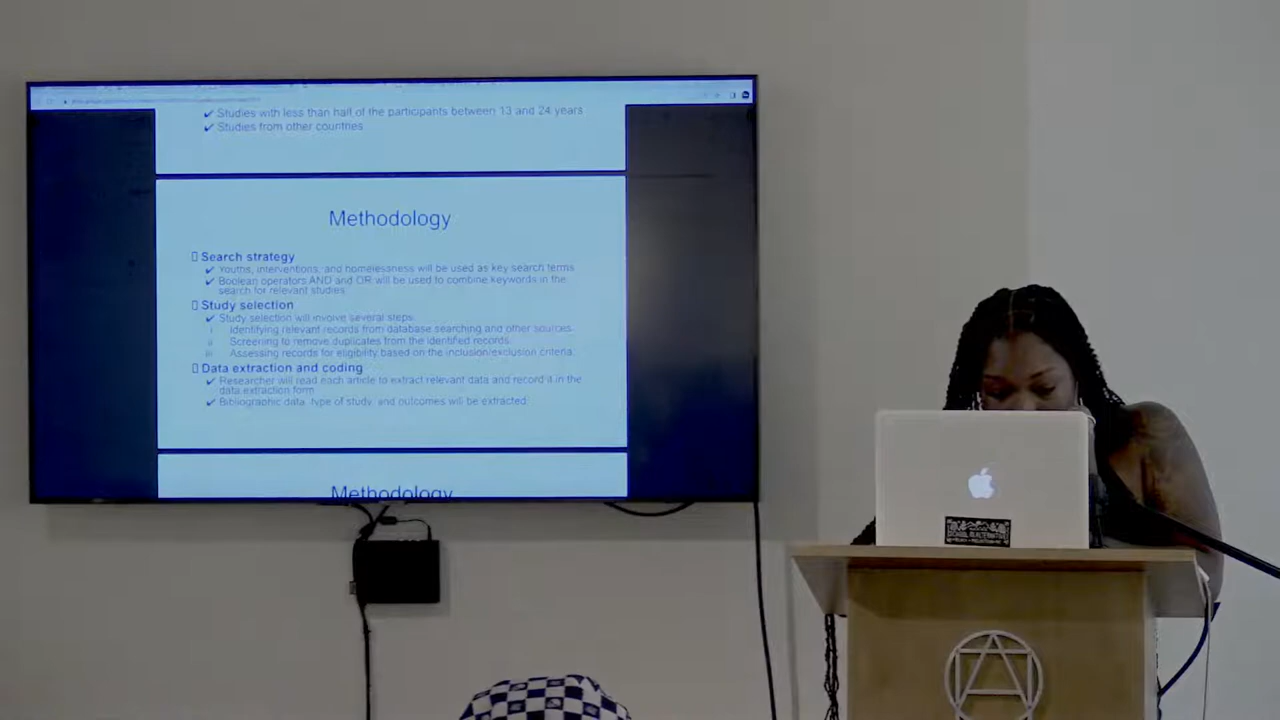 ✔ Studies with less than half of the participants between 13 and 24 years
✔ Studies from other countries
Methodology
Search strategy
✔ Youths, interventions, and homelessness will be used as key search terms
✔ Boolean operators AND and OR will be used to combine keywords in the
search for relevant studies
Study selection
✔ Study selection will involve several steps:
i Identifying relevant records from database searching and other sources.
ii Screening to remove duplicates from the identified records.
iii Assessing records for eligibility based on the inclusion/exclusion criteria.
Data extraction and coding
✔ Researcher will read each article to extract relevant data and record it in the
data extraction form
✔ Bibliographic data, type of study, and outcomes will be extracted.
Methodology